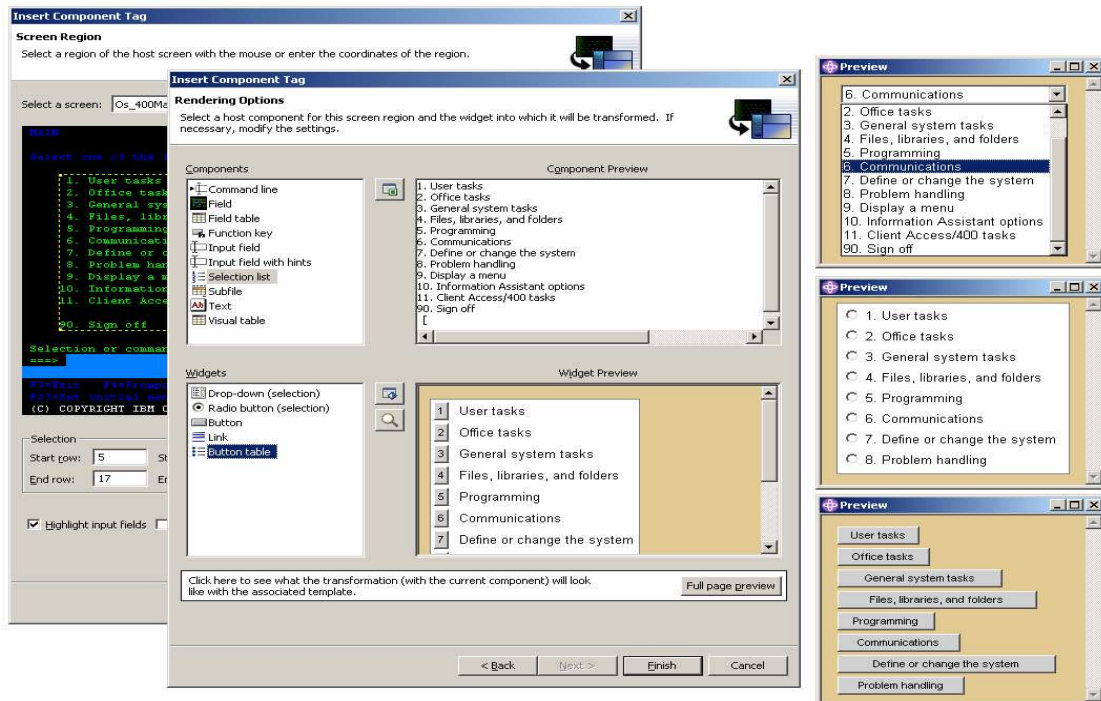 Insert Component Tag
Screen Region
Select a region of the host screen with the mouse or enter the coordinates of the region.
Select a screen: Os_400Ma
MAIN
Select one of the
1. User tasks
2. Office task
3. General sys
4. Files, libr
5. Programming
6. Communicati
7. Define or c
8. Problem han
9. Display a m
10. Information
11. Client Acce
90. Sign off
Selection or comman
===>
F3=Exit F4=Prompt
(C) COPYRIGHT IBM C
Selection
Start row: 5 St
End row: 17 En
Highlight input fields
Insert Component Tag
Rendering Options
Select a host component for this screen region and the widget into which it will be transformed. If
necessary, modify the settings.
Components
Command line
Field
Field table
Function key
Input field
Input field with hints
Selection list
Subfile
Text
Visual table
Component Preview
1. User tasks
2. Office tasks
3. General system tasks
4. Files, libraries, and folders
5. Programming
6. Communications
7. Define or change the system
8. Problem handling
9. Display a menu
10. Information Assistant options
11. Client Access/400 tasks
90. Sign off
[
Widgets
Drop-down (selection)
Radio button (selection)
Button
Link
Button table
Widget Preview
1 User tasks
2 Office tasks
3 General system tasks
4 Files, libraries, and folders
5 Programming
6 Communications
7 Define or change the system
Click here to see what the transformation (with the current component) will look
like with the associated template.
Full page preview
< Back
Next >
Finish
Cancel
Preview
6. Communications
2. Office tasks
3. General system tasks
4. Files, libraries, and folders
5. Programming
6. Communications
7. Define or change the system
8. Problem handling
9. Display a menu
10. Information Assistant options
11. Client Access/400 tasks
90. Sign off
Preview
1. User tasks
2. Office tasks
3. General system tasks
4. Files, libraries, and folders
5. Programming
6. Communications
7. Define or change the system
8. Problem handling
Preview
User tasks
Office tasks
General system tasks
Files, libraries, and folders
Programming
Communications
Define or change the system
Problem handling